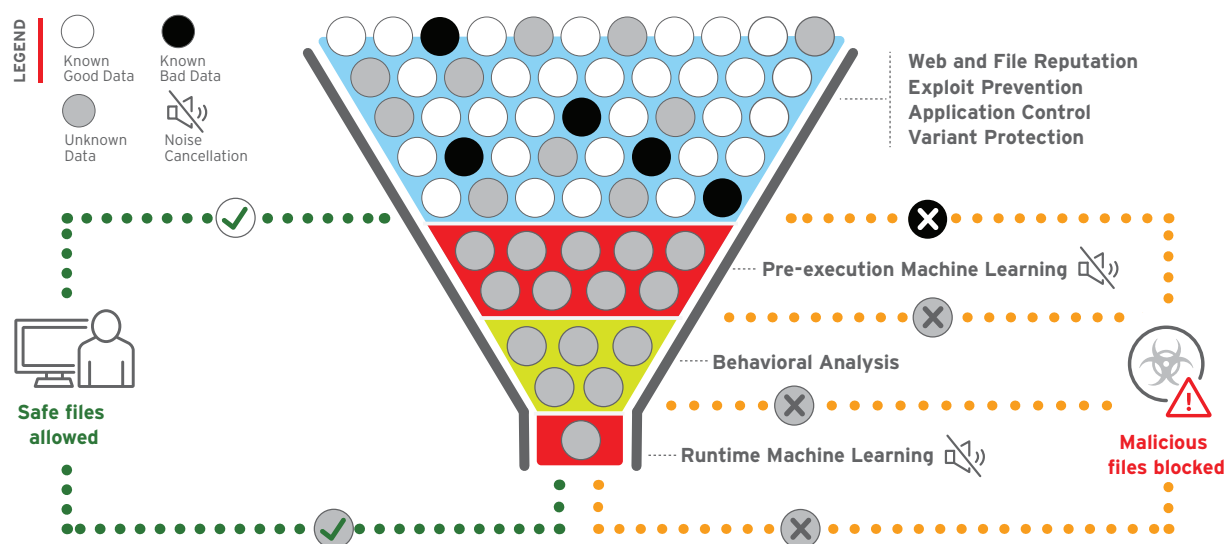 LEGEND
Known
Good Data
Known
Bad Data
Unknown
Data
Noise
Cancellation
Web and File Reputation
Exploit Prevention
Application Control
Variant Protection
Pre-execution Machine Learning
Behavioral Analysis
Safe files
allowed
Runtime Machine Learning
Malicious
files blocked